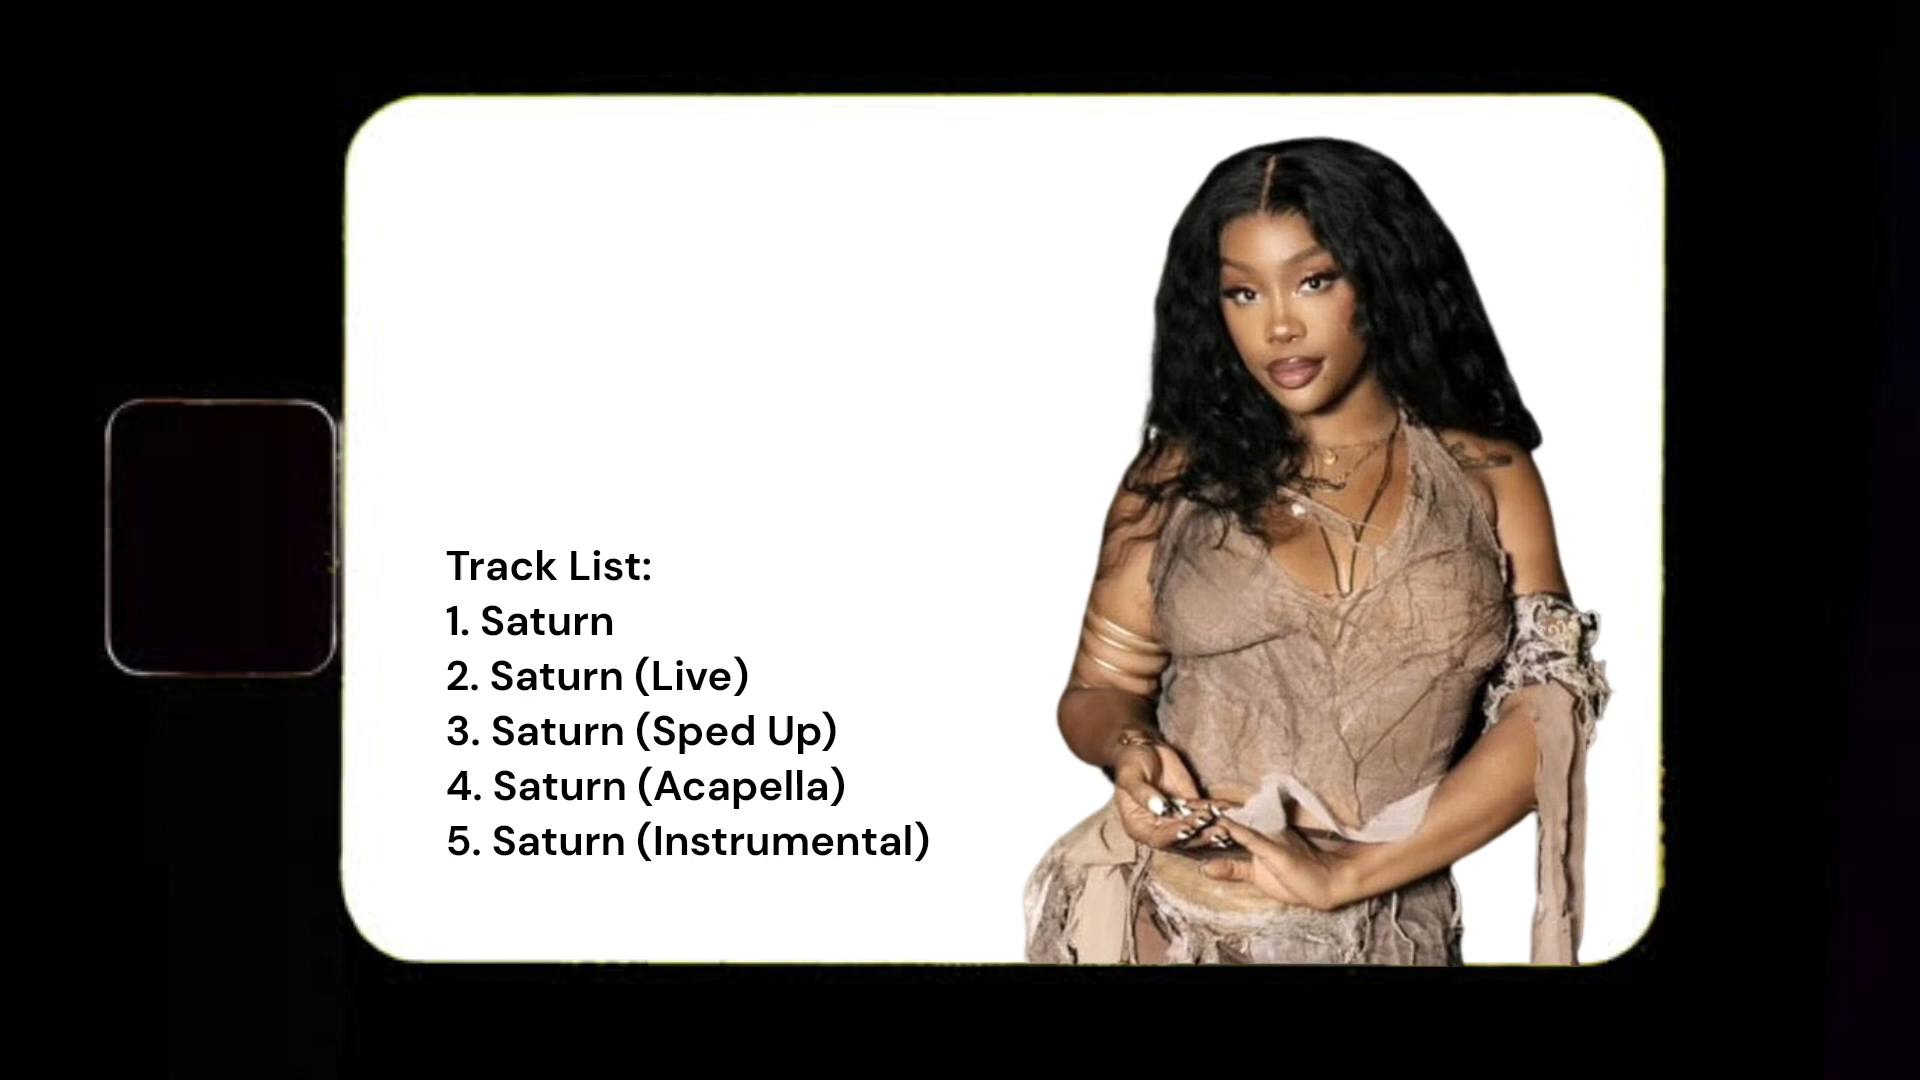 Track List:
1. Saturn
2. Saturn (Live)
3. Saturn (Sped Up)
4. Saturn (Acapella)
5. Saturn (Instrumental)